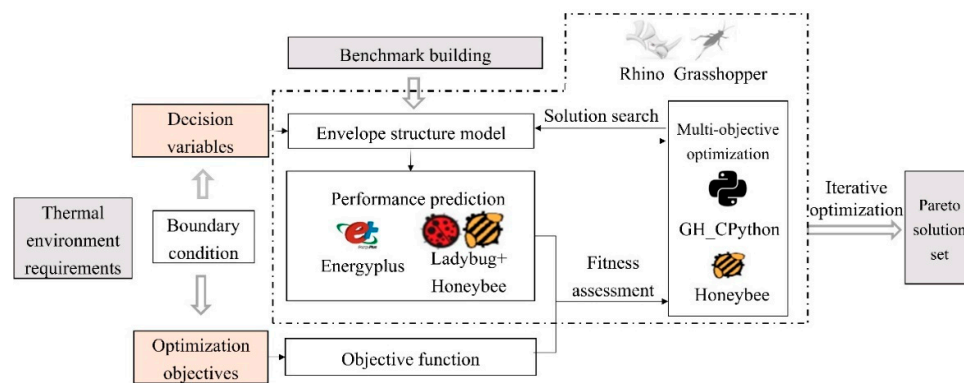 Benchmark building
Rhino Grasshopper
Decision
variables
Envelope structure model
Solution search
Multi-objective
optimization
GH_CPython
Honeybee
Thermal
environment
requirements
Boundary
condition
Performance prediction
Energyplus
Ladybug+
Honeybee
Fitness
assessment
Iterative
optimization
Pareto
solution
set
Optimization
objectives
Objective function